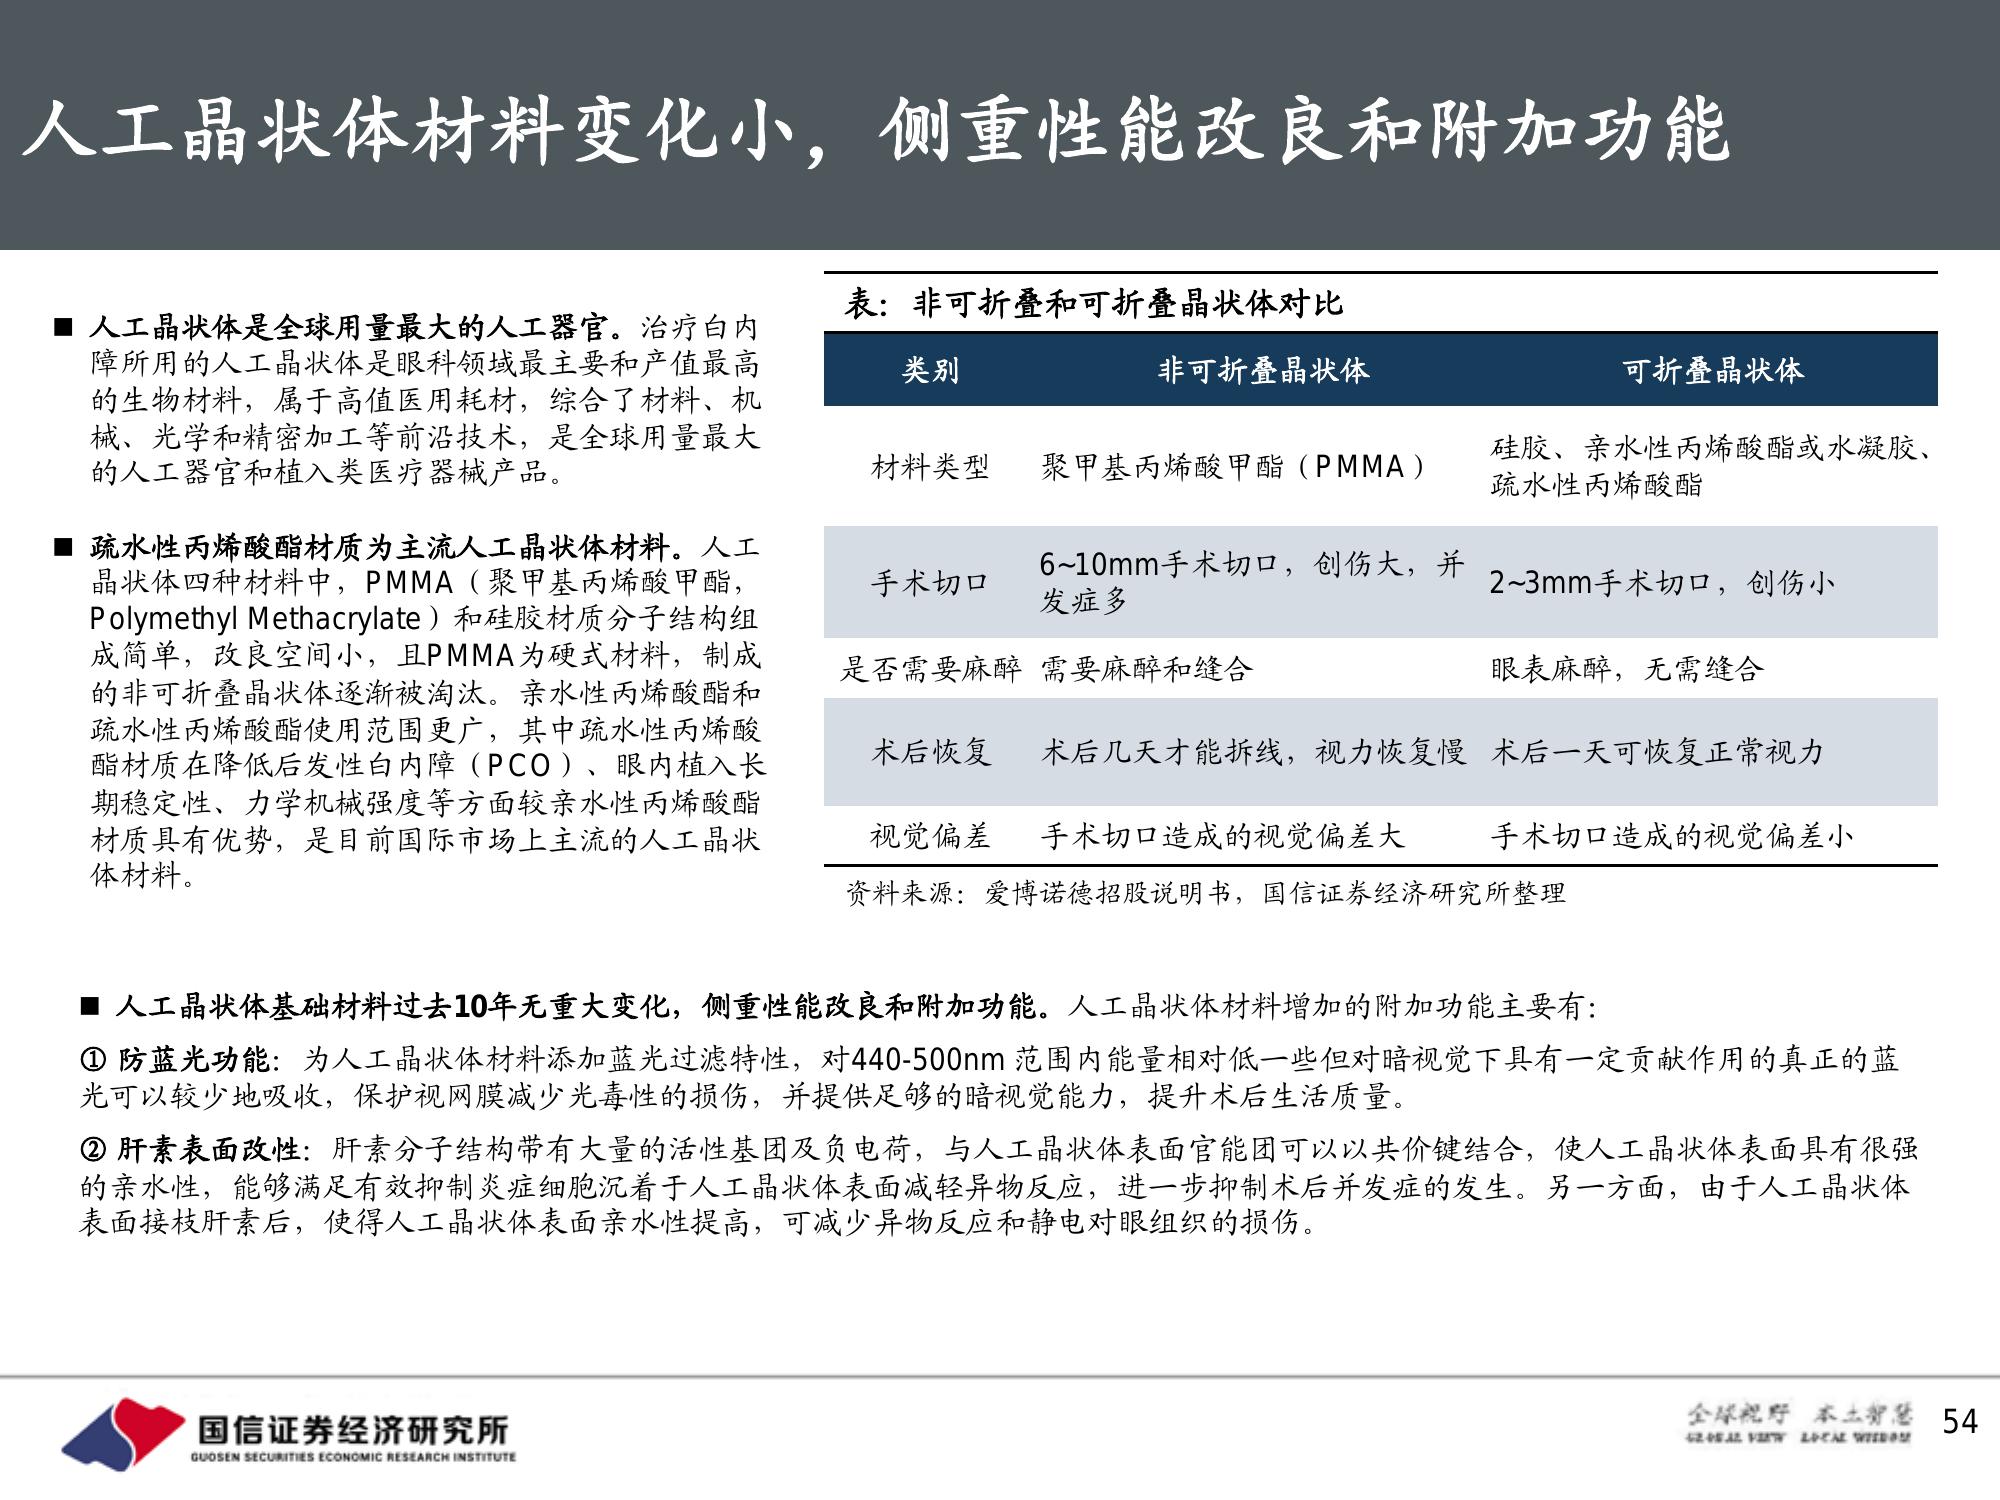 人工晶状体材料变化小，侧重性能改良和附加功能
■ 人工晶状体是全球用量最大的人工器官。治疗白内
障所用的人工晶状体是眼科领域最主要和产值最高
的生物材料，属于高值医用耗材，综合了材料、机
械、光学和精密加工等前沿技术，是全球用量最大
的人工器官和植入类医疗器械产品。
■ 疏水性丙烯酸酯材质为主流人工晶状体材料。人工
晶状体四种材料中，PMMA（聚甲基丙烯酸甲酯，
Polymethyl Methacrylate）和硅胶材质分子结构组
成简单，改良空间小，且PMMA为硬式材料，制成
的非可折叠晶状体逐渐被淘汰。亲水性丙烯酸酯和
疏水性丙烯酸酯使用范围更广，其中疏水性丙烯酸
酯材质在降低后发性白内障（PCO）、眼内植入长
期稳定性、力学机械强度等方面较亲水性丙烯酸酯
材质具有优势，是目前国际市场上主流的人工晶状
体材料。
表：非可折叠和可折叠晶状体对比
类别 非可折叠晶状体 可折叠晶状体
材料类型 聚甲基丙烯酸甲酯（PMMA） 硅胶、亲水性丙烯酸酯或水凝胶、
疏水性丙烯酸酯
手术切口 6~10mm手术切口，创伤大，并
发症多 2~3mm手术切口，创伤小
是否需要麻醉 需要麻醉和缝合 眼表麻醉，无需缝合
术后恢复 术后几天才能拆线，视力恢复慢 术后一天可恢复正常视力
视觉偏差 手术切口造成的视觉偏差大 手术切口造成的视觉偏差小
资料来源：爱博诺德招股说明书，国信证券经济研究所整理
■ 人工晶状体基础材料过去10年无重大变化，侧重性能改良和附加功能。人工晶状体材料增加的附加功能主要有：
① 防蓝光功能：为人工晶状体材料添加蓝光过滤特性，对440-500nm 范围内能量相对低一些但对暗视觉下具有一定贡献作用的真正的蓝
光可以较少地吸收，保护视网膜减少光毒性的损伤，并提供足够的暗视觉能力，提升术后生活质量。
② 肝素表面改性：肝素分子结构带有大量的活性基团及负电荷，与人工晶状体表面官能团可以以共价键结合，使人工晶状体表面具有很强
的亲水性，能够满足有效抑制炎症细胞沉着于人工晶状体表面减轻异物反应，进一步抑制术后并发症的发生。另一方面，由于人工晶状体
表面接枝肝素后，使得人工晶状体表面亲水性提高，可减少异物反应和静电对眼组织的损伤。
国信证券经济研究所
GUOSEN SECURITIES ECONOMIC RESEARCH INSTITUTE
全球视野 本土智慧
GLOBAL VIEW LOCAL WISDOM
54